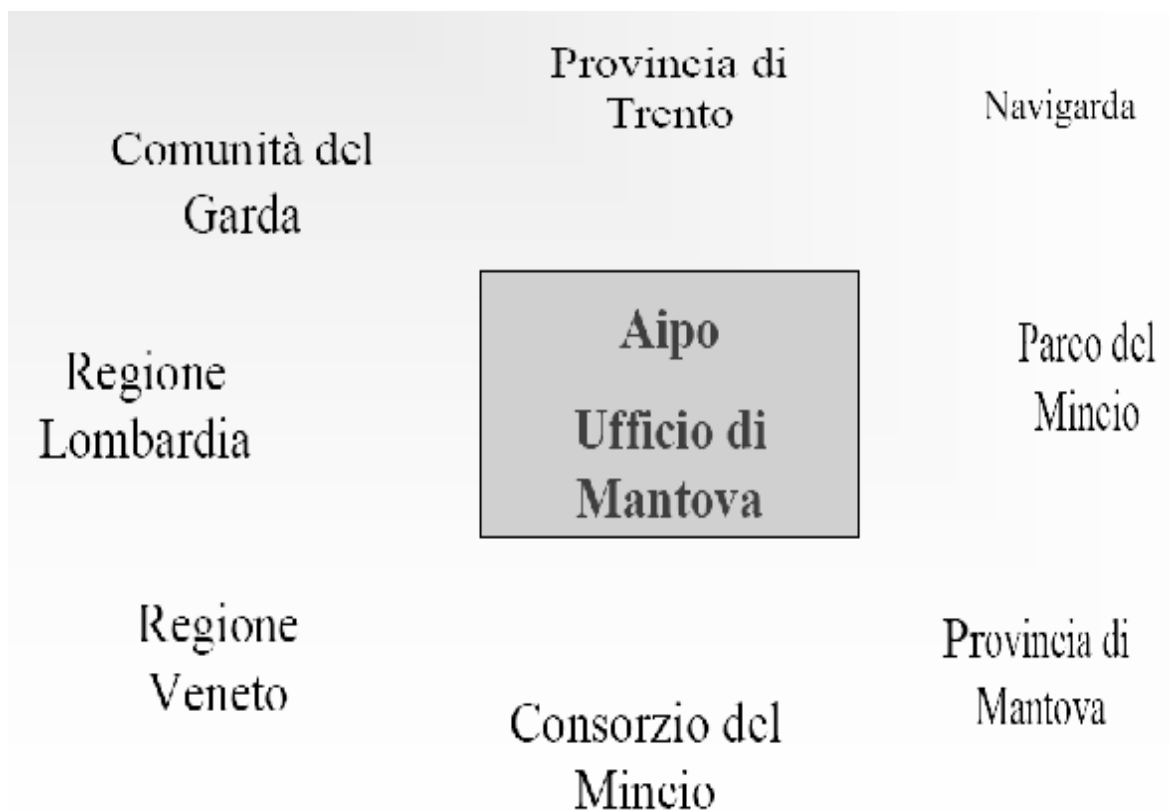 Provincia di
Trento
Navigarda
Comunità del
Garda
Aipo
Ufficio di
Mantova
Parco del
Mincio
Regione
Lombardia
Regione
Veneto
Consorzio del
Mincio
Provincia di
Mantova